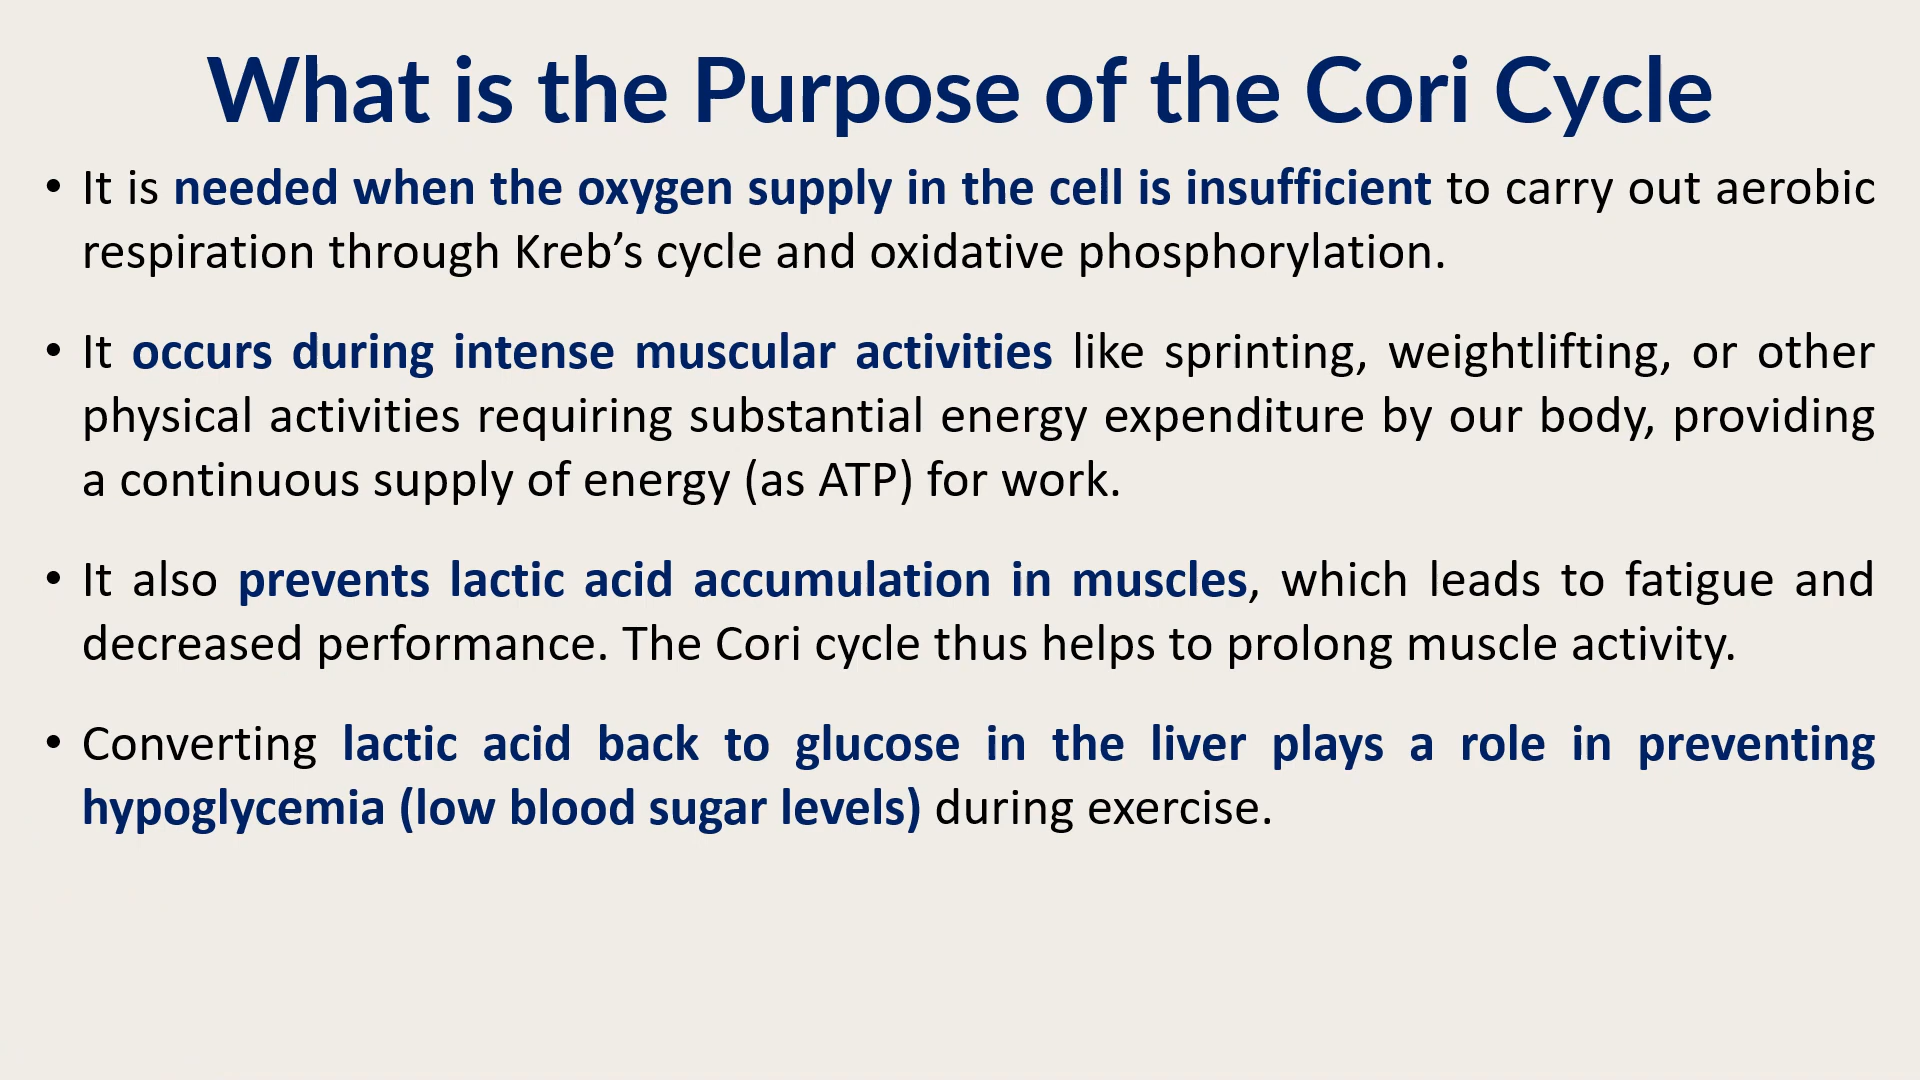 What is the Purpose of the Cori Cycle
• It is needed when the oxygen supply in the cell is insufficient to carry out aerobic
respiration through Kreb’s cycle and oxidative phosphorylation.
• It occurs during intense muscular activities like sprinting, weightlifting, or other
physical activities requiring substantial energy expenditure by our body, providing
a continuous supply of energy (as ATP) for work.
• It also prevents lactic acid accumulation in muscles, which leads to fatigue and
decreased performance. The Cori cycle thus helps to prolong muscle activity.
• Converting lactic acid back to glucose in the liver plays a role in preventing
hypoglycemia (low blood sugar levels) during exercise.